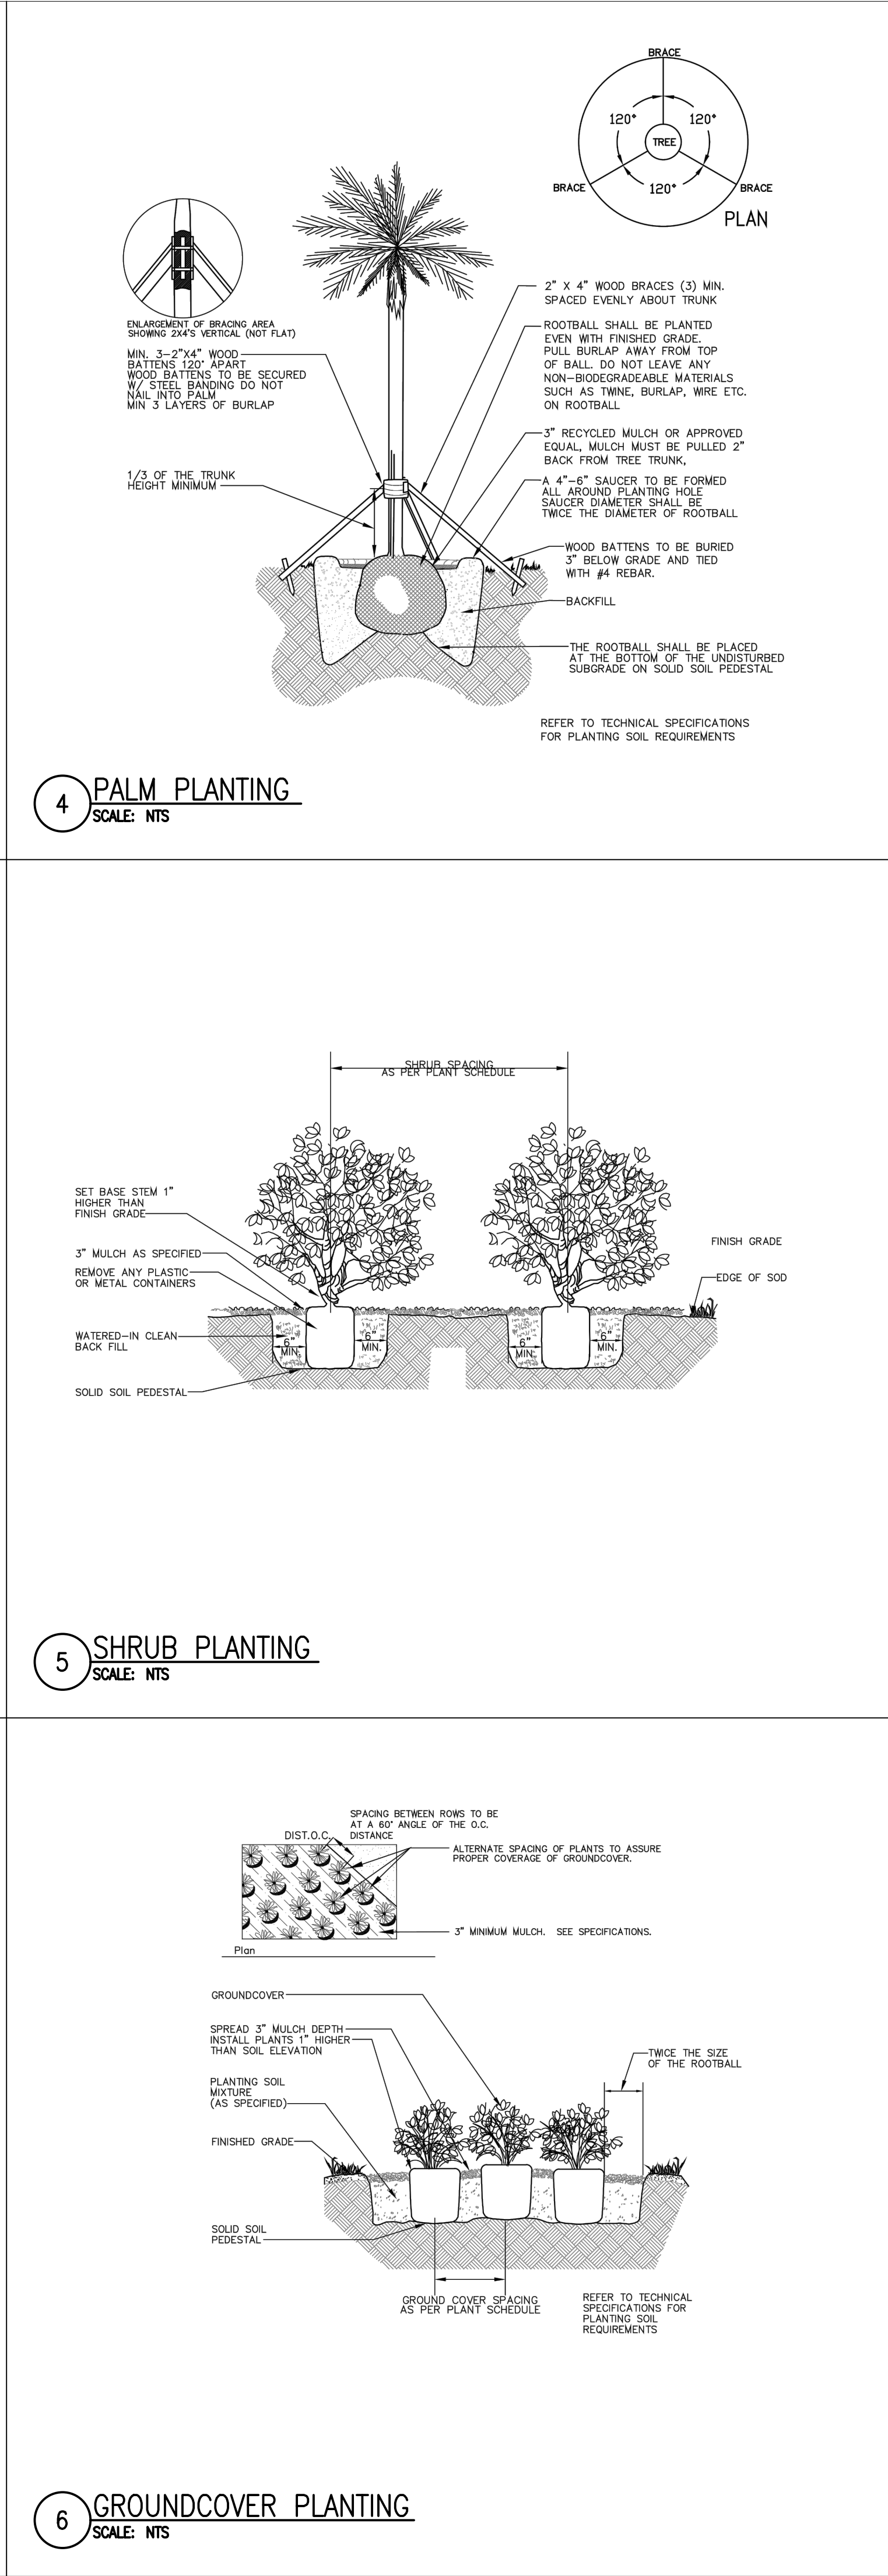 BRACE
120°
120°
TREE
BRACE
120°
BRACE
PLAN
ENLARGEMENT OF BRACING AREA
SHOWING 2X4'S VERTICAL (NOT FLAT)
MIN. 3-2"X4" WOOD
BATTENS 120° APART
WOOD BATTENS TO BE SECURED
W/ STEEL BANDING DO NOT
NAIL INTO PALM
MIN 3 LAYERS OF BURLAP
1/3 OF THE TRUNK
HEIGHT MINIMUM
2" X 4" WOOD BRACES (3) MIN.
SPACED EVENLY ABOUT TRUNK
ROOTBALL SHALL BE PLANTED
EVEN WITH FINISHED GRADE.
PULL BURLAP AWAY FROM TOP
OF BALL. DO NOT LEAVE ANY
NON-BIODEGRADEABLE MATERIALS
SUCH AS TWINE, BURLAP, WIRE ETC.
ON ROOTBALL
3" RECYCLED MULCH OR APPROVED
EQUAL, MULCH MUST BE PULLED 2"
BACK FROM TREE TRUNK,
A 4"-6" SAUCER TO BE FORMED
ALL AROUND PLANTING HOLE
SAUCER DIAMETER SHALL BE
TWICE THE DIAMETER OF ROOTBALL
WOOD BATTENS TO BE BURIED
3" BELOW GRADE AND TIED
WITH #4 REBAR.
BACKFILL
THE ROOTBALL SHALL BE PLACED
AT THE BOTTOM OF THE UNDISTURBED
SUBGRADE ON SOLID SOIL PEDESTAL
REFER TO TECHNICAL SPECIFICATIONS
FOR PLANTING SOIL REQUIREMENTS
4
PALM PLANTING
SCALE: NTS
SHRUB SPACING
AS PER PLANT SCHEDULE
SET BASE STEM 1"
HIGHER THAN
FINISH GRADE
3" MULCH AS SPECIFIED
REMOVE ANY PLASTIC
OR METAL CONTAINERS
WATERED-IN CLEAN
BACK FILL
SOLID SOIL PEDESTAL
6"
MIN.
6"
MIN.
6"
MIN.
6"
MIN.
FINISH GRADE
EDGE OF SOD
5
SHRUB PLANTING
SCALE: NTS
SPACING BETWEEN ROWS TO BE
AT A 60° ANGLE OF THE O.C.
DISTANCE
DIST.O.C.
ALTERNATE SPACING OF PLANTS TO ASSURE
PROPER COVERAGE OF GROUNDCOVER.
3" MINIMUM MULCH. SEE SPECIFICATIONS.
Plan
GROUNDCOVER
SPREAD 3" MULCH DEPTH
INSTALL PLANTS 1" HIGHER
THAN SOIL ELEVATION
PLANTING SOIL
MIXTURE
(AS SPECIFIED)
FINISHED GRADE
SOLID SOIL
PEDESTAL
TWICE THE SIZE
OF THE ROOTBALL
GROUND COVER SPACING
AS PER PLANT SCHEDULE
REFER TO TECHNICAL
SPECIFICATIONS FOR
PLANTING SOIL
REQUIREMENTS
6
GROUNDCOVER PLANTING
SCALE: NTS